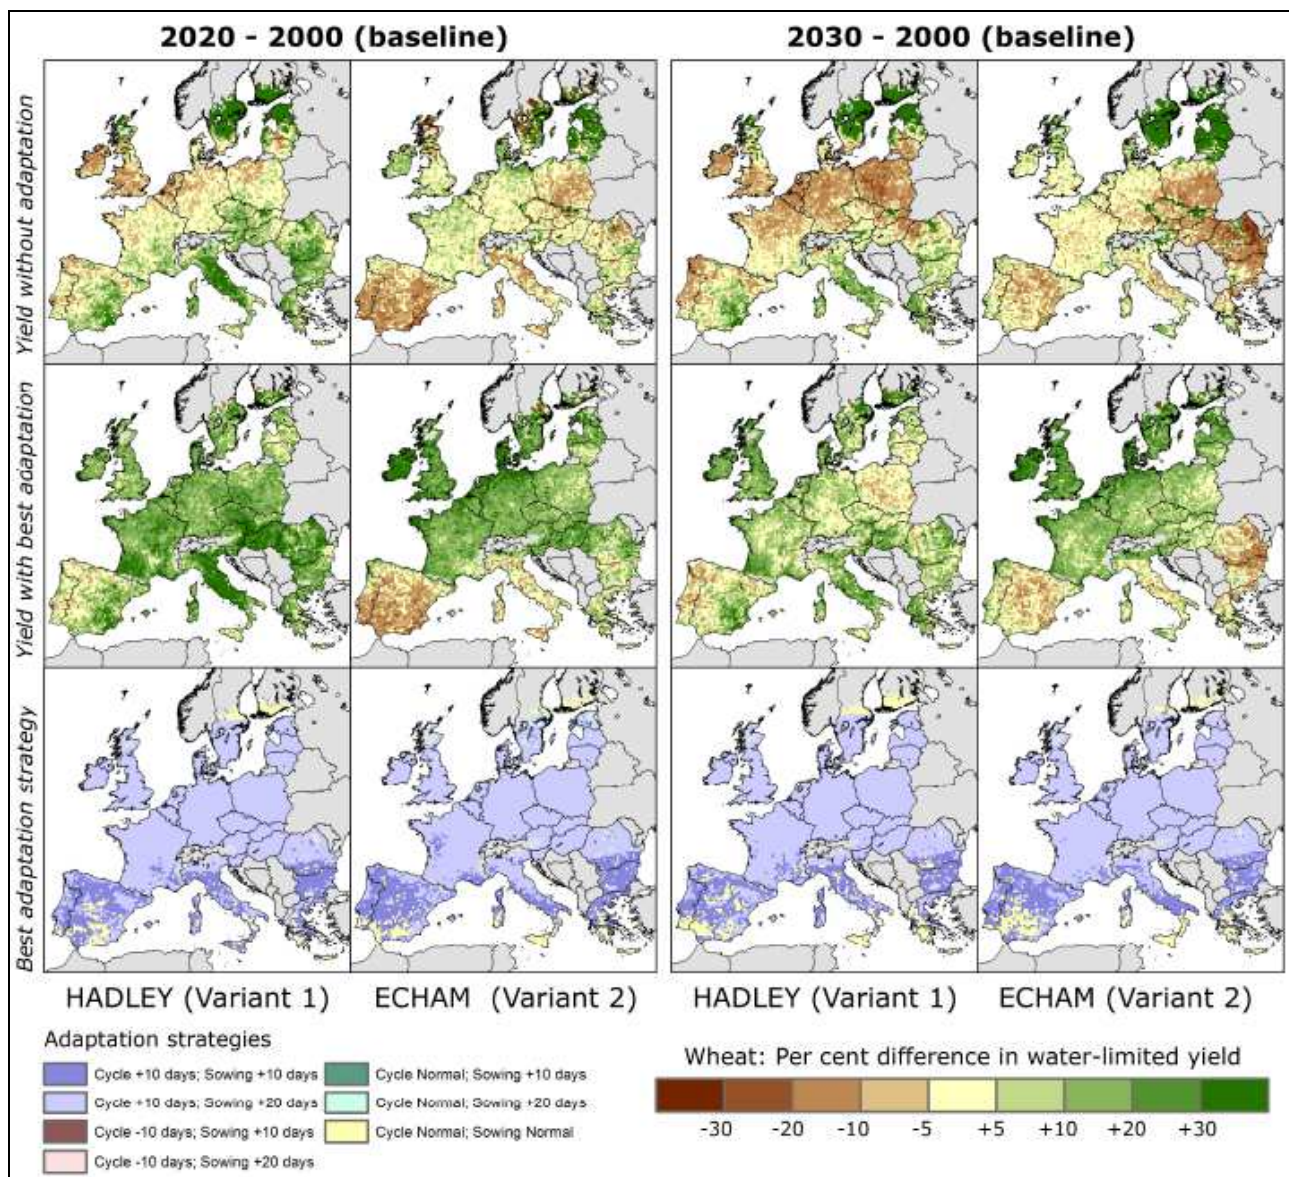 2020 - 2000 (baseline)
2030 - 2000 (baseline)
Yield without adaptation
Yield with best adaptation
Best adaptation strategy
HADLEY (Variant 1)
ECHAM (Variant 2)
HADLEY (Variant 1)
ECHAM (Variant 2)
Adaptation strategies
Cycle +10 days; Sowing +10 days
Cycle +10 days; Sowing +20 days
Cycle -10 days; Sowing +10 days
Cycle -10 days; Sowing +20 days
Cycle Normal; Sowing +10 days
Cycle Normal; Sowing +20 days
Cycle Normal; Sowing Normal
Wheat: Per cent difference in water-limited yield
-30 -20 -10 -5 +5 +10 +20 +30